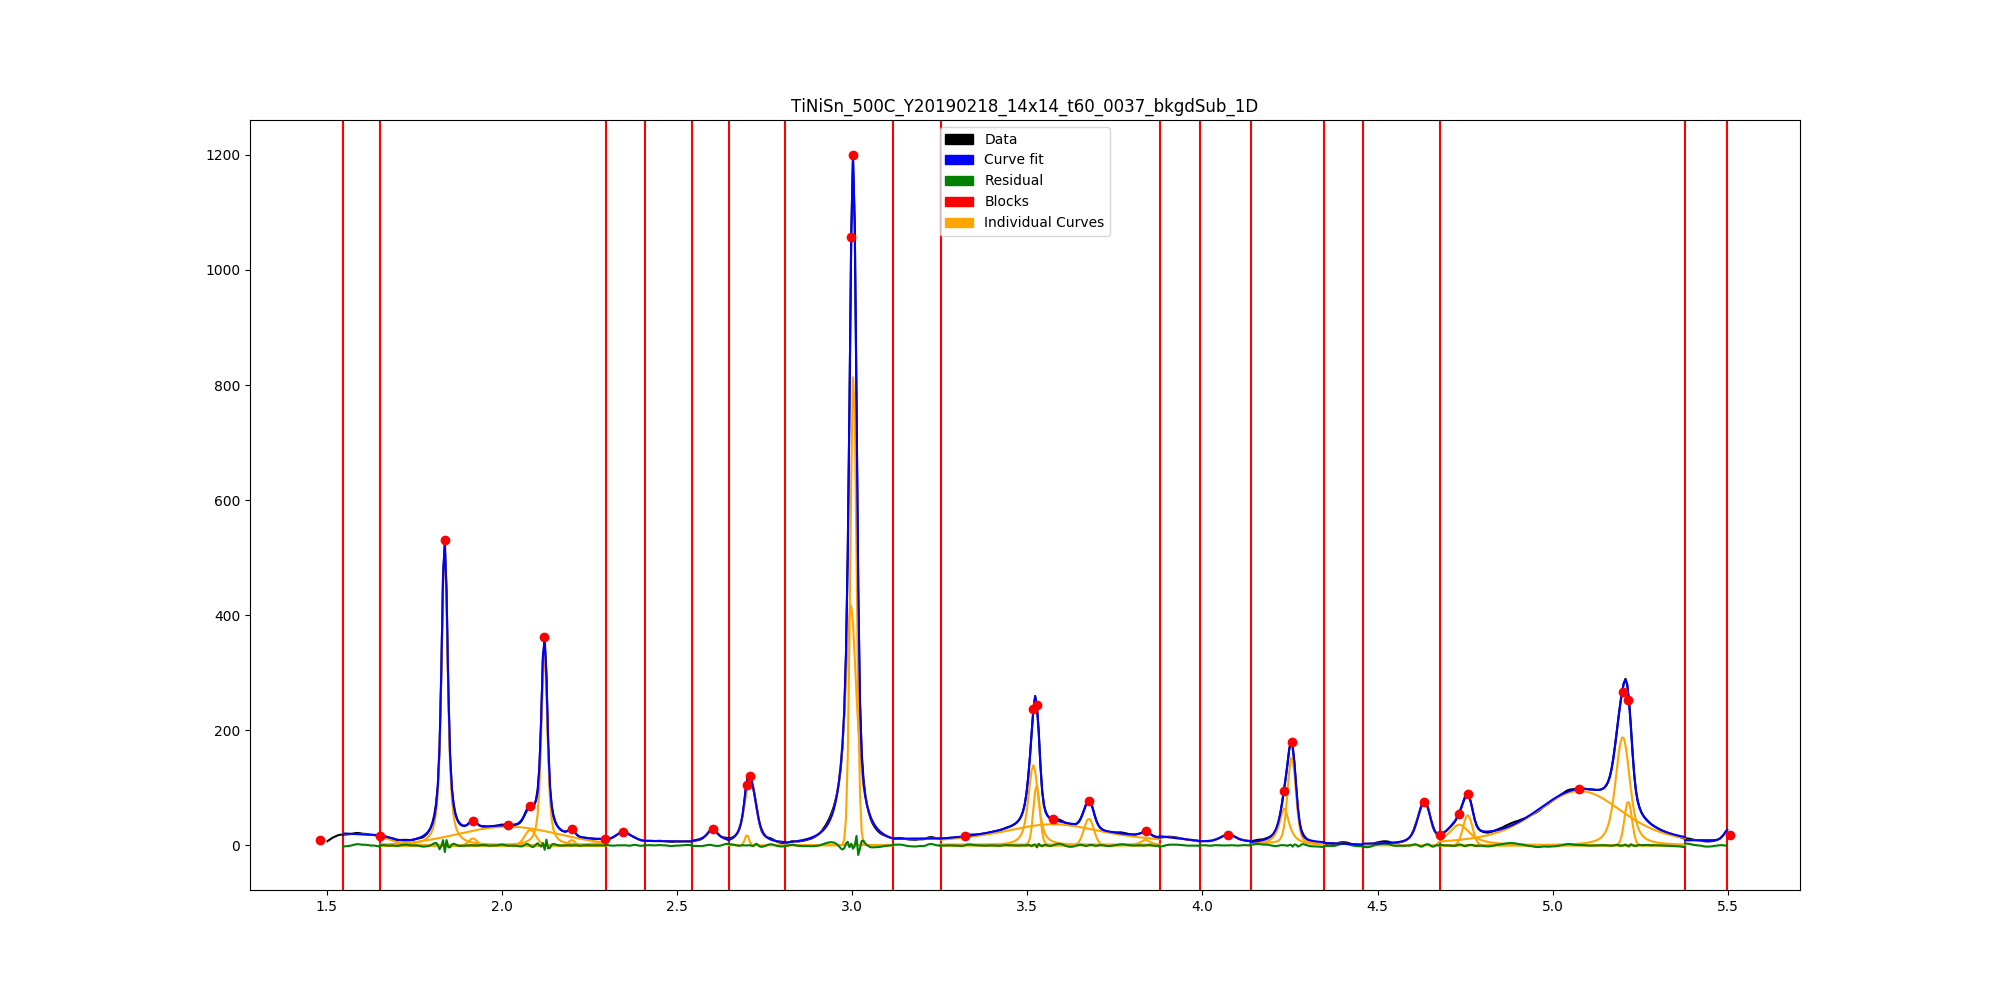 TiNiSn_500C_Y20190218_14x14_t60_0037_bkgdSub_1D
Data
Curve fit
Residual
Blocks
Individual Curves
1200
1000
800
600
400
200
0
1.5 2.0 2.5 3.0 3.5 4.0 4.5 5.0 5.5